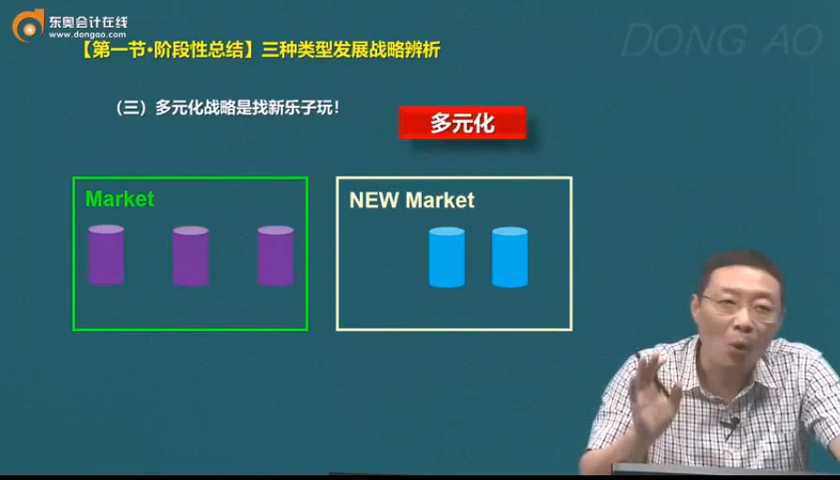 东奥会计在线
www.dongao.com
DONG AO
【第一节·阶段性总结】三种类型发展战略辨析
（三）多元化战略是找新乐子玩！
多元化
Market
NEW Market